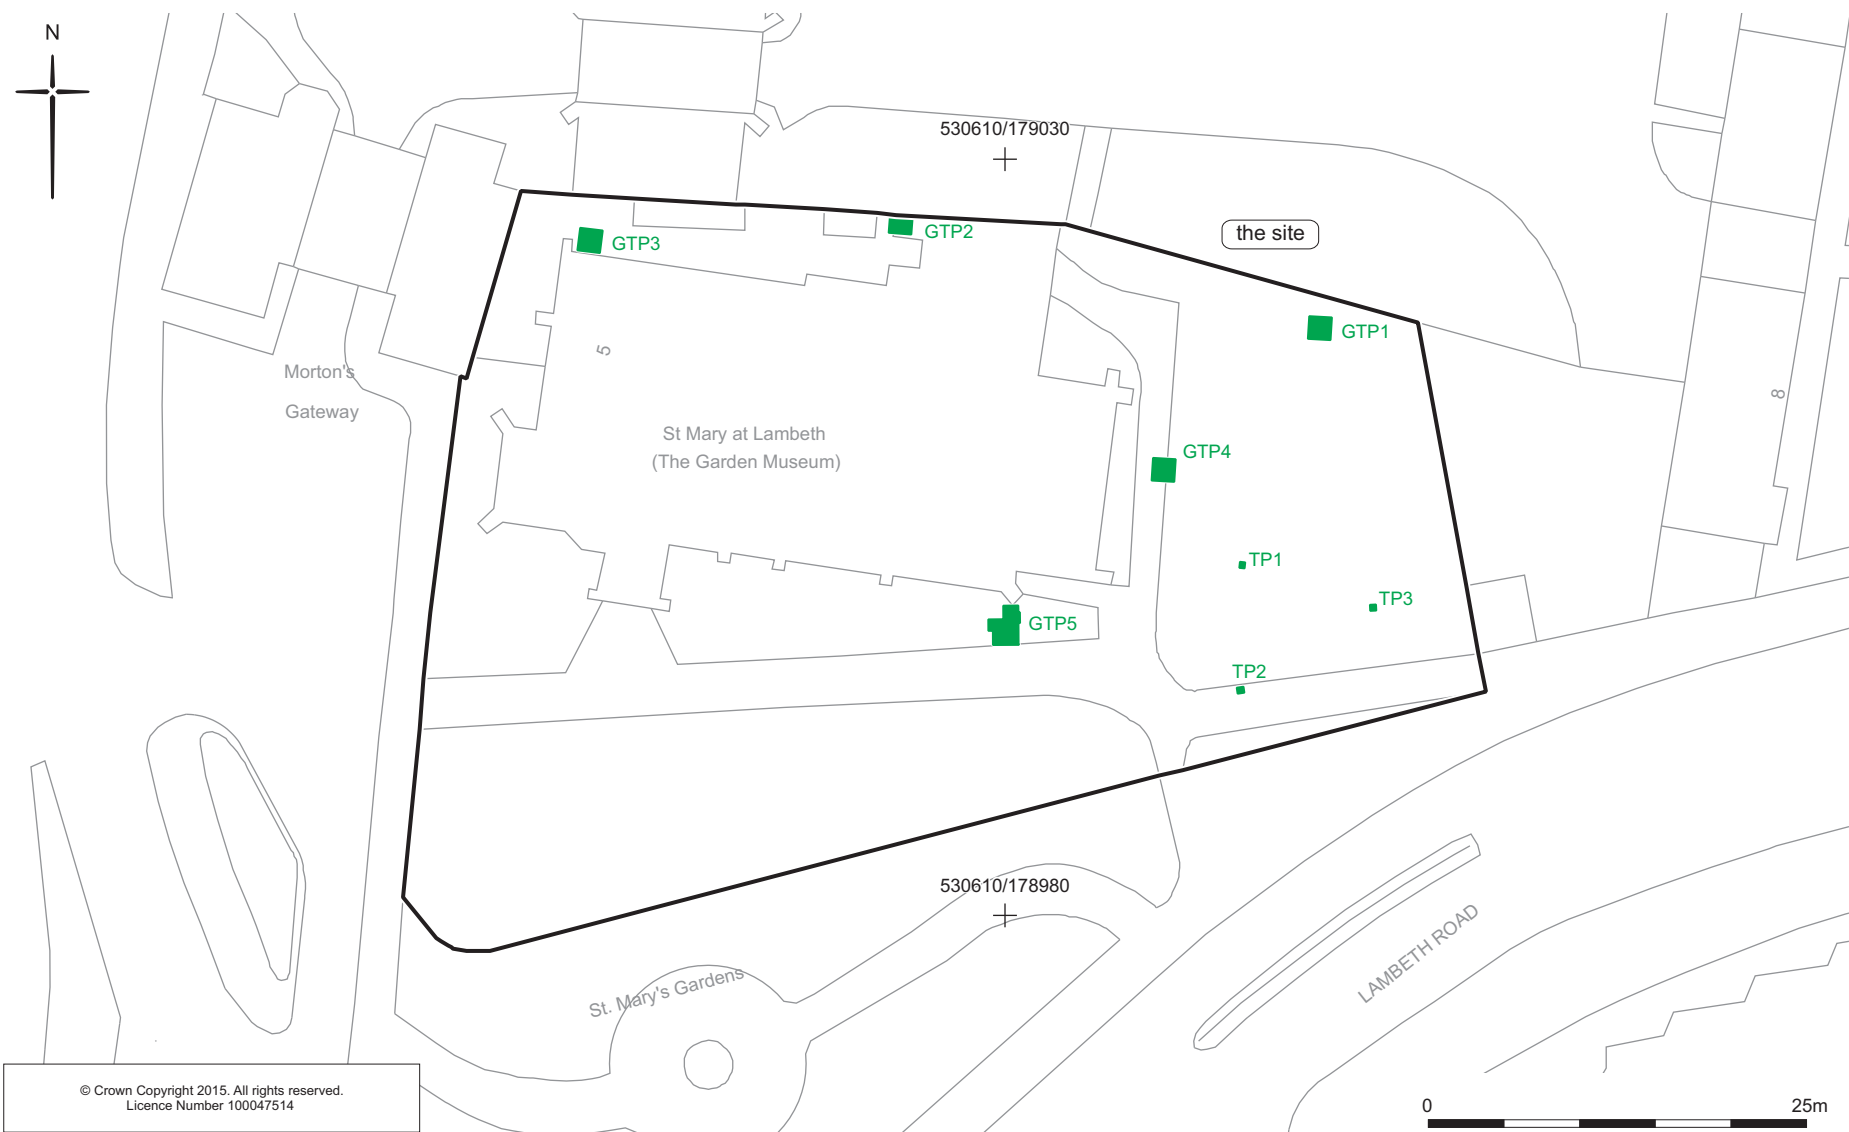 N
530610/179030
the site
GTP3
GTP2
GTP1
5
Morton's
Gateway
8
St Mary at Lambeth
(The Garden Museum)
GTP4
TP1
TP3
GTP5
TP2
530610/178980
LAMBETH ROAD
St. Mary's Gardens
© Crown Copyright 2015. All rights reserved.
Licence Number 100047514
0
25m